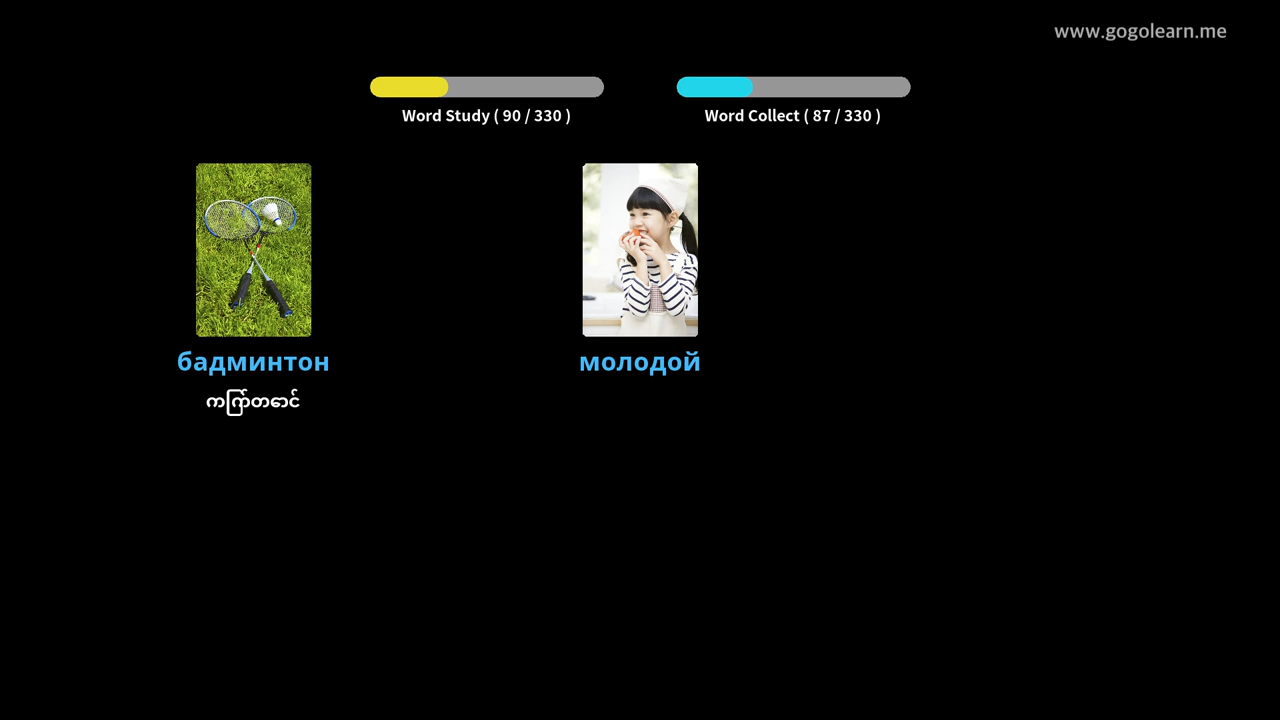 www.gogolearn.me
Word Study ( 90 / 330 )
Word Collect ( 87 / 330 )
бадминтон
ကြက်တောင်
молодой